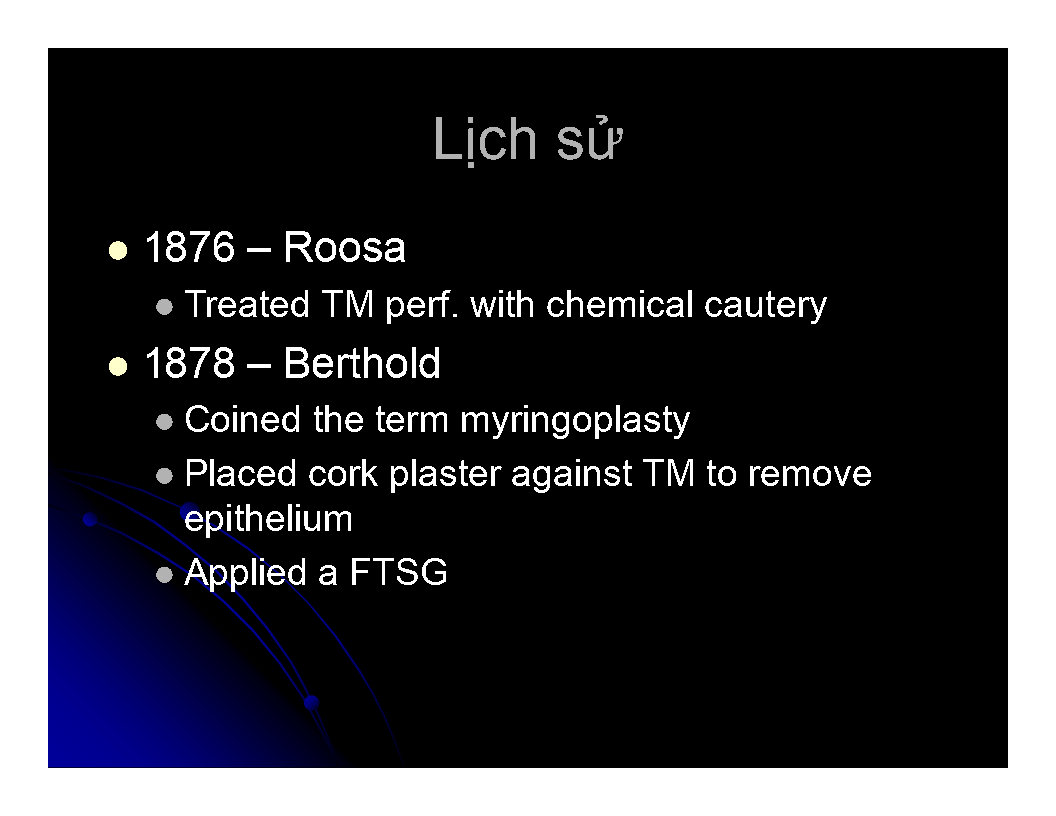 Lịch sử
1876 – Roosa
Treated TM perf. with chemical cautery
1878 – Berthold
Coined the term myringoplasty
Placed cork plaster against TM to remove
epithelium
Applied a FTSG